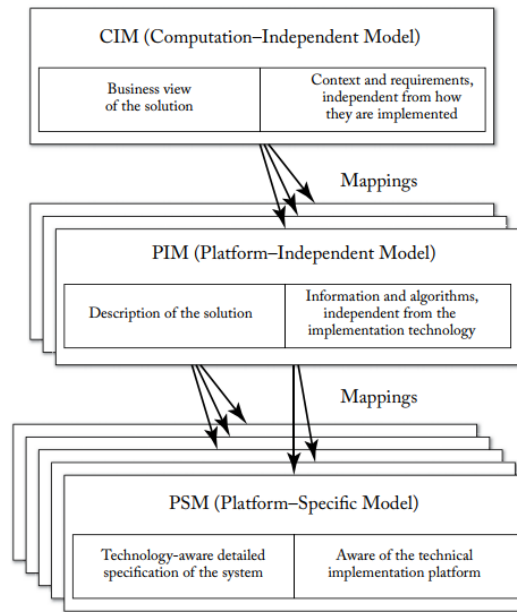 CIM (Computation–Independent Model)
Business view
of the solution
Context and requirements,
independent from how
they are implemented
Mappings
PIM (Platform–Independent Model)
Description of the solution
Information and algorithms,
independent from the
implementation technology
Mappings
PSM (Platform–Specific Model)
Technology-aware detailed
specification of the system
Aware of the technical
implementation platform